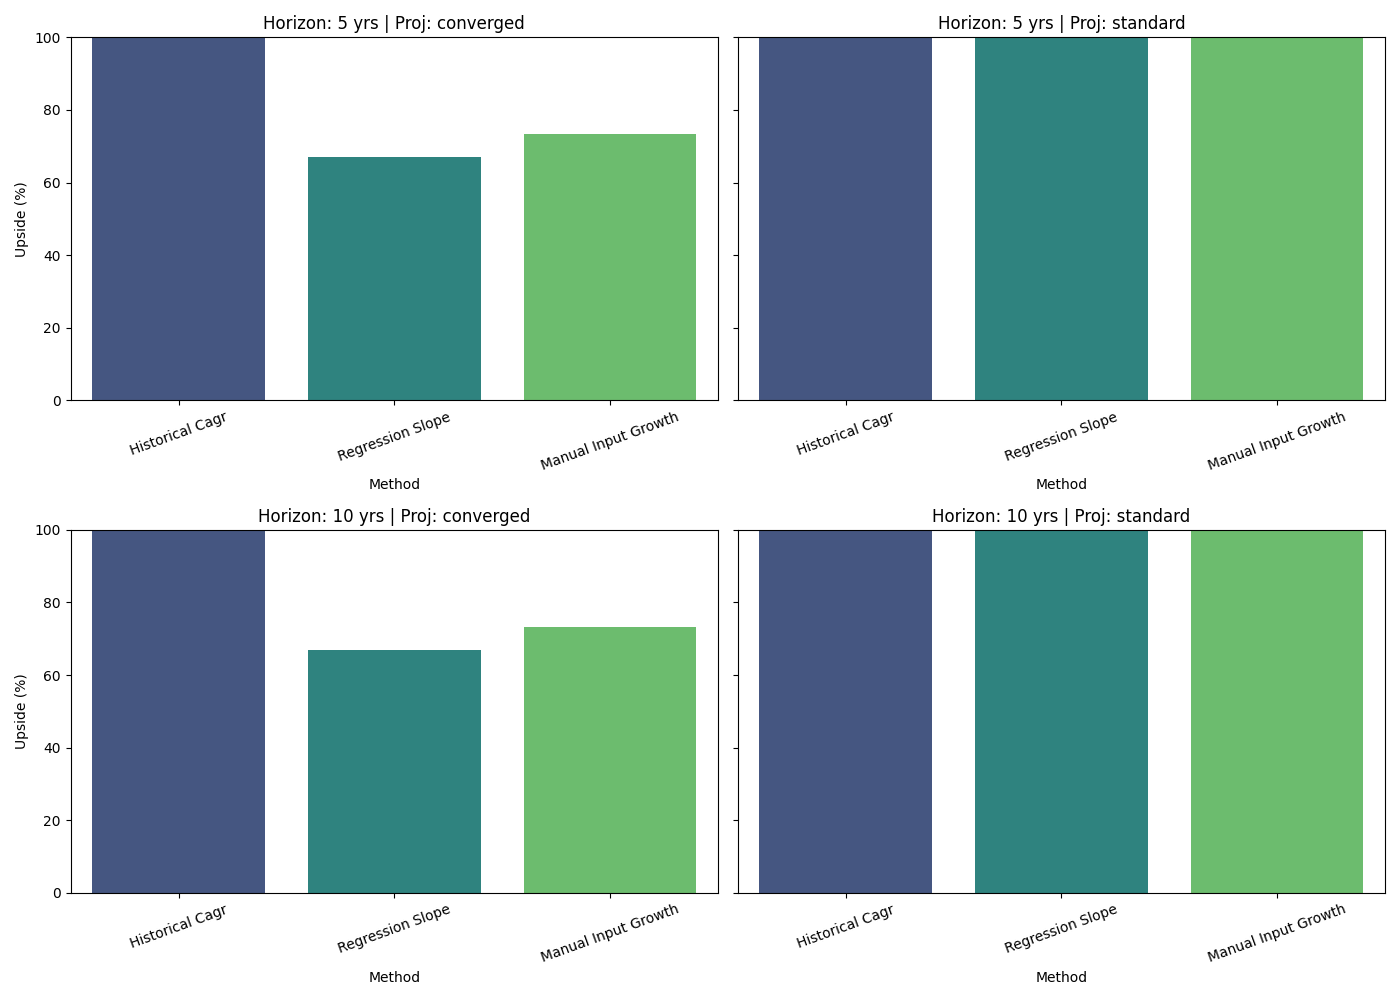 Horizon: 5 yrs | Proj: converged
Horizon: 5 yrs | Proj: standard
Upside (%)
100
80
60
40
20
0
Historical Cagr
Regression Slope
Manual Input Growth
Method
Historical Cagr
Regression Slope
Manual Input Growth
Method
Horizon: 10 yrs | Proj: converged
Horizon: 10 yrs | Proj: standard
Upside (%)
100
80
60
40
20
0
Historical Cagr
Regression Slope
Manual Input Growth
Method
Historical Cagr
Regression Slope
Manual Input Growth
Method